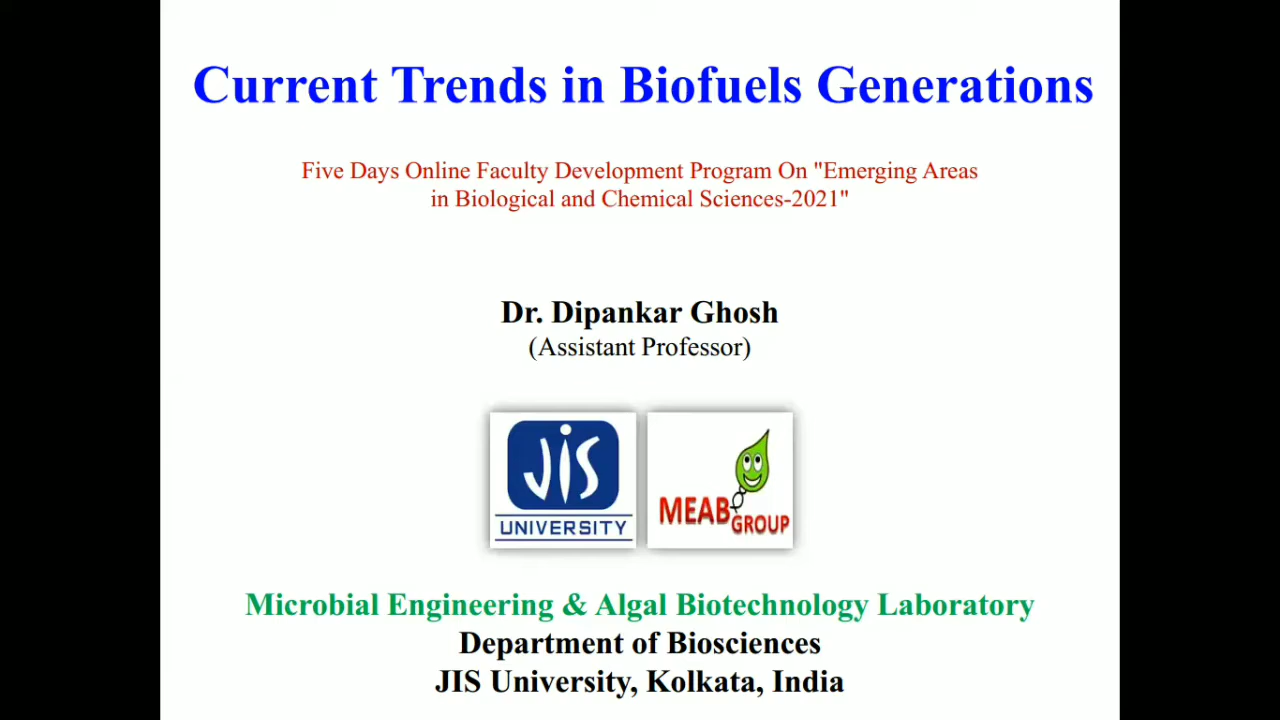 Current Trends in Biofuels Generations
Five Days Online Faculty Development Program On "Emerging Areas
in Biological and Chemical Sciences-2021"
Dr. Dipankar Ghosh
(Assistant Professor)
JIS
UNIVERSITY
MEAB
GROUP
Microbial Engineering & Algal Biotechnology Laboratory
Department of Biosciences
JIS University, Kolkata, India